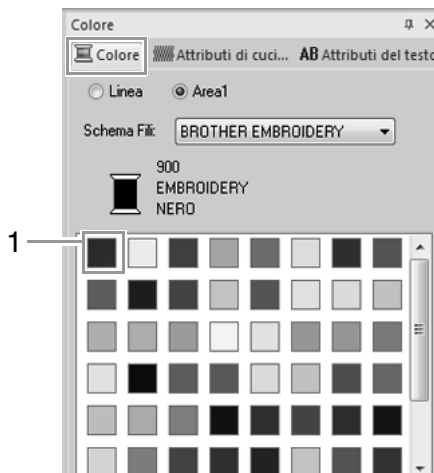 Colore
Colore Attributi di cuci... AB Attributi del testo
Linea Area1
Schema Fili: BROTHER EMBROIDERY
900
EMBROIDERY
NERO
1